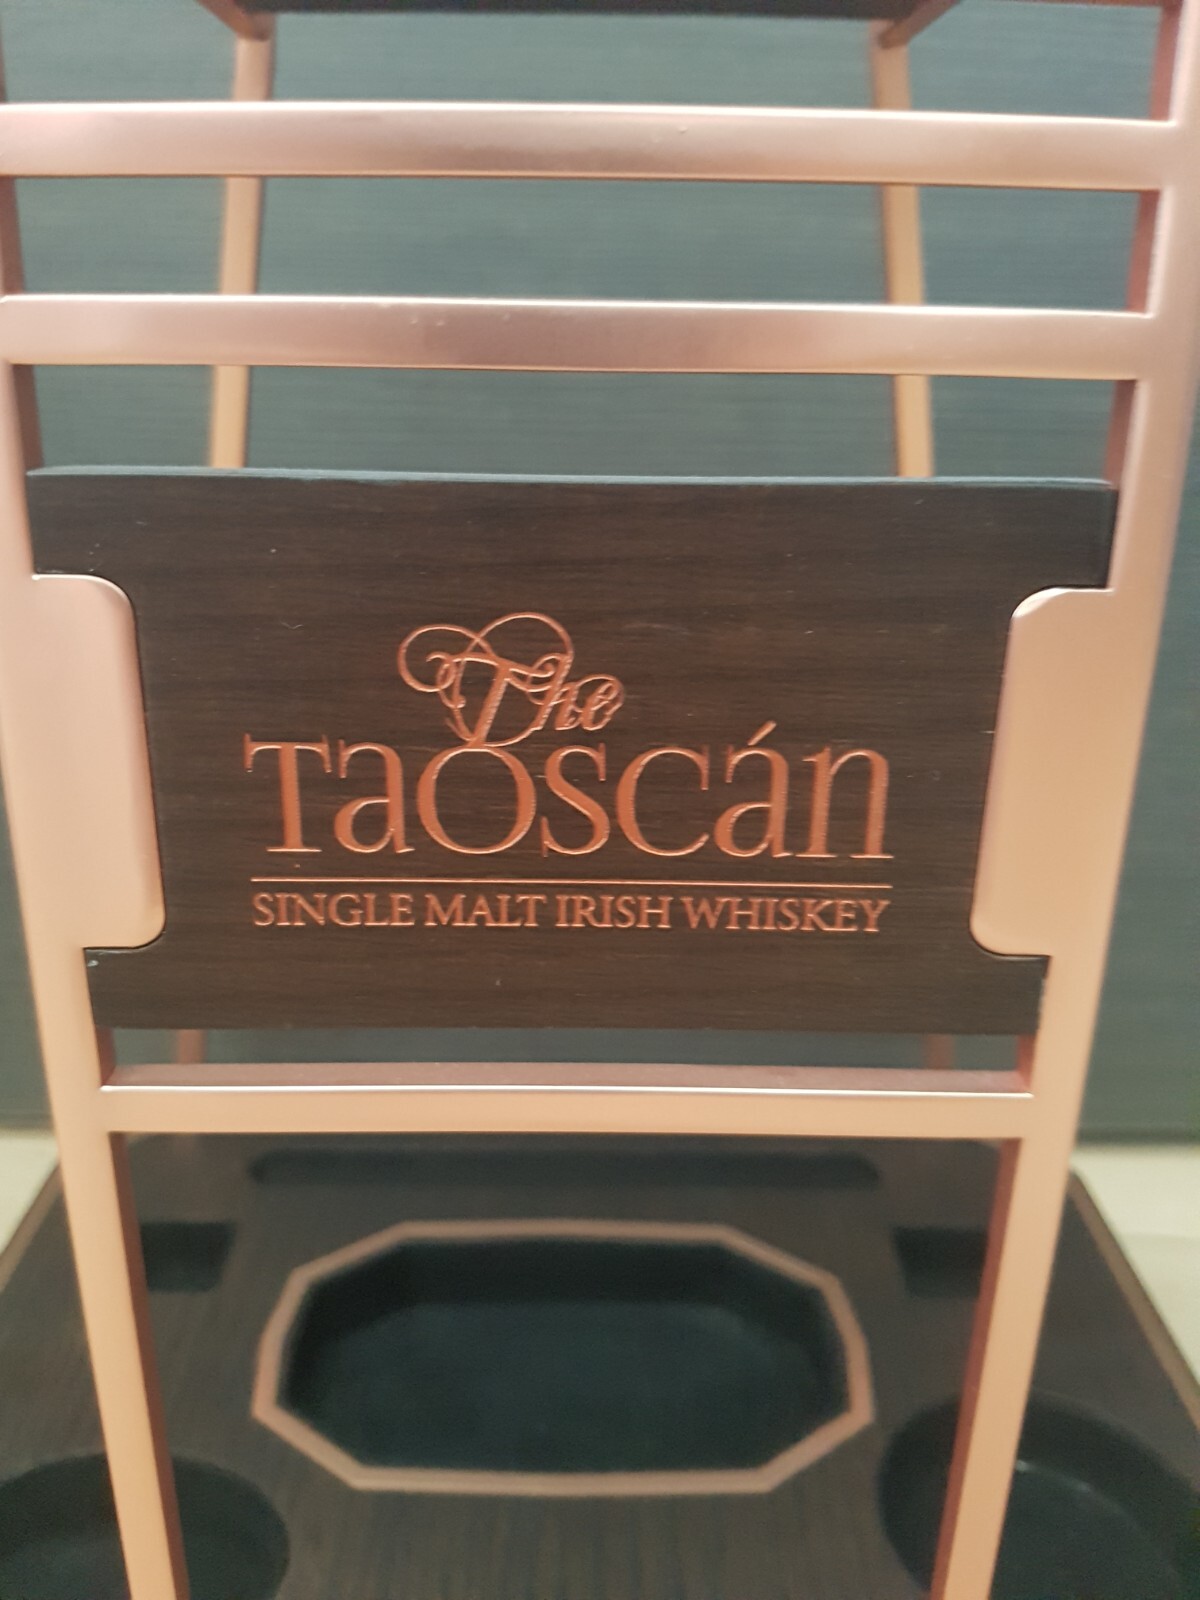 The
Taoscán
SINGLE MALT IRISH WHISKEY